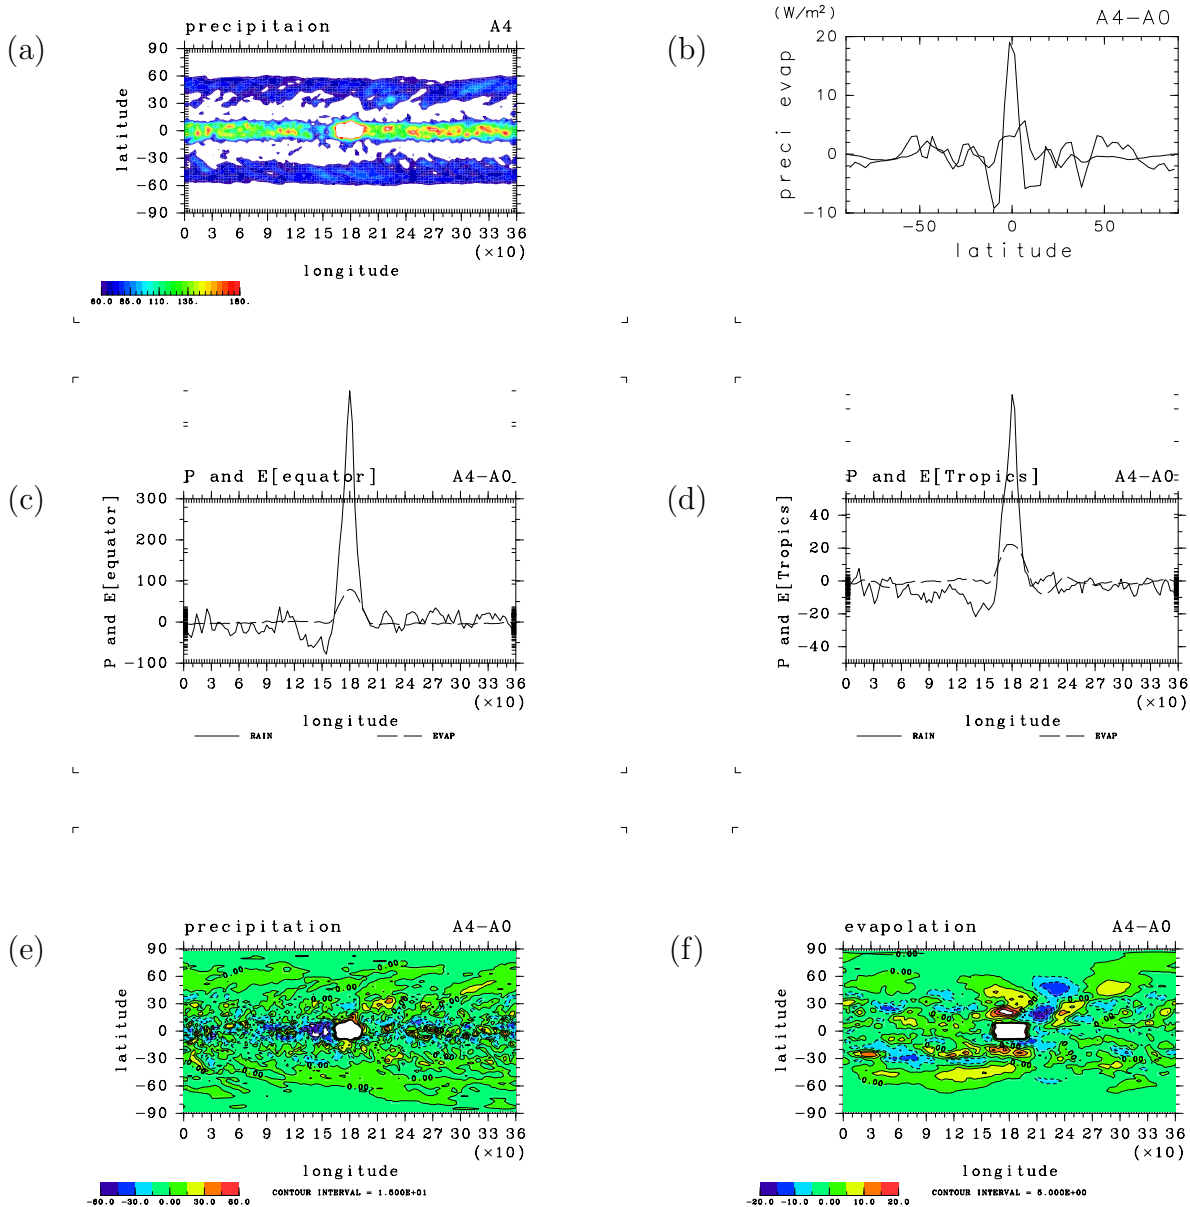 (a)
precipitaion A4
90
60
30
0
−30
−60
−90
latitude
0 3 6 9 12 15 18 21 24 27 30 33 36
(×10)
longitude
60.0 85.0 110. 135. 180.
(b)
(W/m²)
A4−A0
20
10
0
−10
preci evap
−50 0 50
latitude
(c)
P and E[equator] A4−A0
300
200
100
0
−100
P and E[equator]
0 3 6 9 12 15 18 21 24 27 30 33 36
(×10)
longitude
RAIN EVAP
(d)
P and E[Tropics] A4−A0
40
20
0
−20
−40
P and E[Tropics]
0 3 6 9 12 15 18 21 24 27 30 33 36
(×10)
longitude
RAIN EVAP
(e)
precipitation A4−A0
90
60
30
0
−30
−60
−90
latitude
0 3 6 9 12 15 18 21 24 27 30 33 36
(×10)
longitude
−60.0 −30.0 0.00 30.0 60.0
CONTOUR INTERVAL = 1.500E+01
(f)
evapolation A4−A0
90
60
30
0
−30
−60
−90
latitude
0 3 6 9 12 15 18 21 24 27 30 33 36
(×10)
longitude
−20.0 −10.0 0.00 10.0 20.0
CONTOUR INTERVAL = 5.000E+00